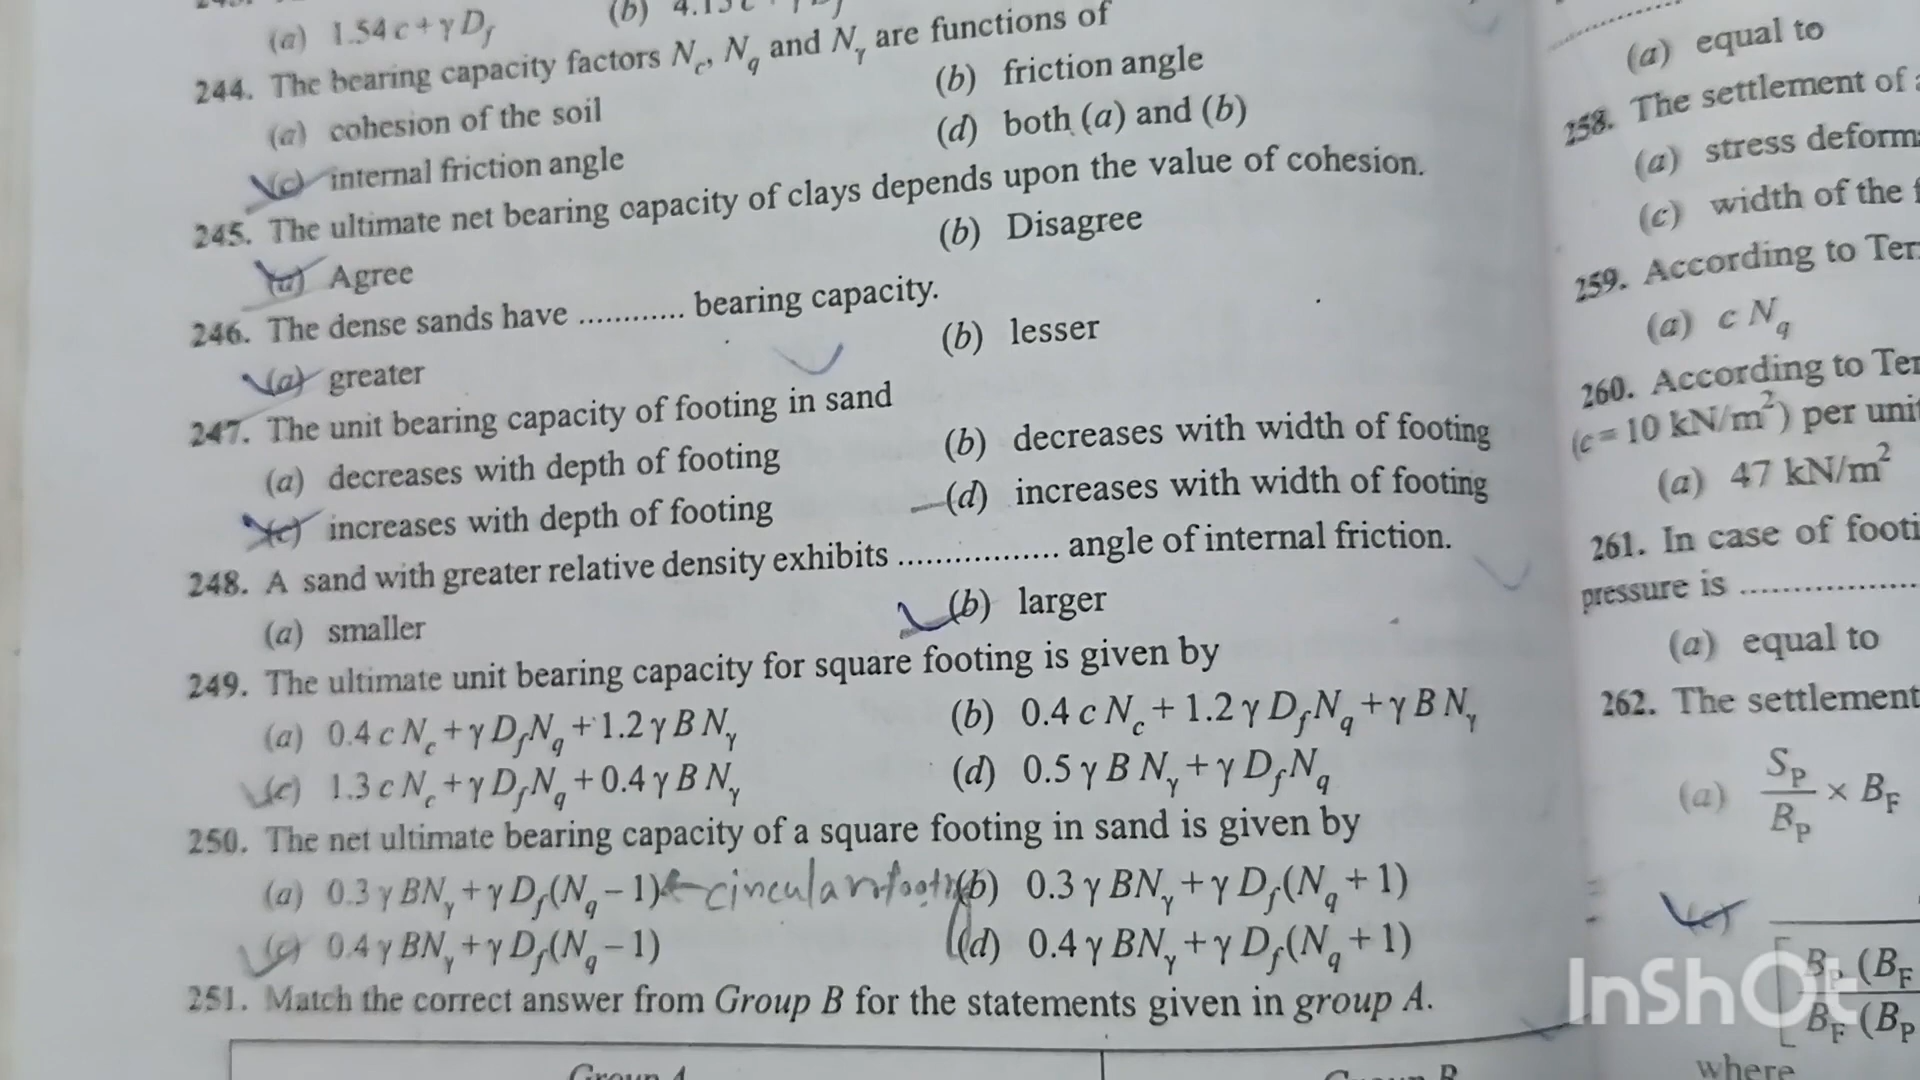 (a) 1.54 c + γ D_f (b)
244. The bearing capacity factors N_c, N_q and N_γ are functions of
(a) cohesion of the soil (b) friction angle
(c) internal friction angle (d) both (a) and (b)
245. The ultimate net bearing capacity of clays depends upon the value of cohesion.
(a) Agree (b) Disagree
246. The dense sands have ............ bearing capacity.
(a) greater (b) lesser
247. The unit bearing capacity of footing in sand
(a) decreases with depth of footing (b) decreases with width of footing
(c) increases with depth of footing (d) increases with width of footing
248. A sand with greater relative density exhibits ................ angle of internal friction.
(a) smaller (b) larger
249. The ultimate unit bearing capacity for square footing is given by
(a) 0.4 c N_c + γ D_f N_q + 1.2 γ B N_γ (b) 0.4 c N_c + 1.2 γ D_f N_q + γ B N_γ
(c) 1.3 c N_c + γ D_f N_q + 0.4 γ B N_γ (d) 0.5 γ B N_γ + γ D_f N_q
250. The net ultimate bearing capacity of a square footing in sand is given by
(a) 0.3 γ BN_γ + γ D_f (N_q − 1) ← circular (b) 0.3 γ BN_γ + γ D_f (N_q + 1)
(c) 0.4 γ BN_γ + γ D_f (N_q − 1) (d) 0.4 γ BN_γ + γ D_f (N_q + 1)
251. Match the correct answer from Group B for the statements given in group A.
(a) equal to
258. The settlement of
(a) stress deform
(c) width of the
259. According to Ter
(a) c N_q
260. According to Ter
(c = 10 kN/m²) per unit
(a) 47 kN/m²
261. In case of footi
pressure is ..................
(a) equal to
262. The settlement
(a) S_P / B_P × B_F
(c)
B_P (B_F
B_F (B_P
where
InShOt